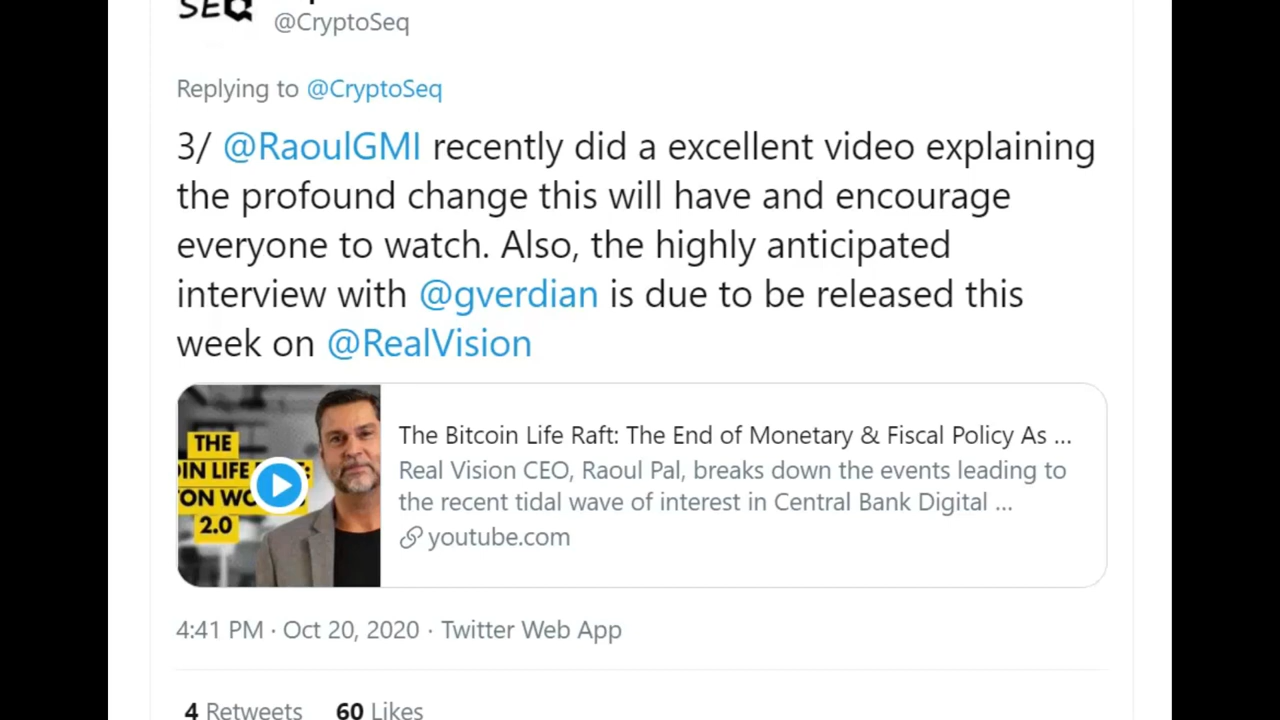 SEQ
@CryptoSeq
Replying to @CryptoSeq
3/ @RaoulGMI recently did a excellent video explaining
the profound change this will have and encourage
everyone to watch. Also, the highly anticipated
interview with @gverdian is due to be released this
week on @RealVision
THE
LIFE
2.0
The Bitcoin Life Raft: The End of Monetary & Fiscal Policy As ...
Real Vision CEO, Raoul Pal, breaks down the events leading to
the recent tidal wave of interest in Central Bank Digital ...
youtube.com
4:41 PM · Oct 20, 2020 · Twitter Web App
4 Retweets 60 Likes